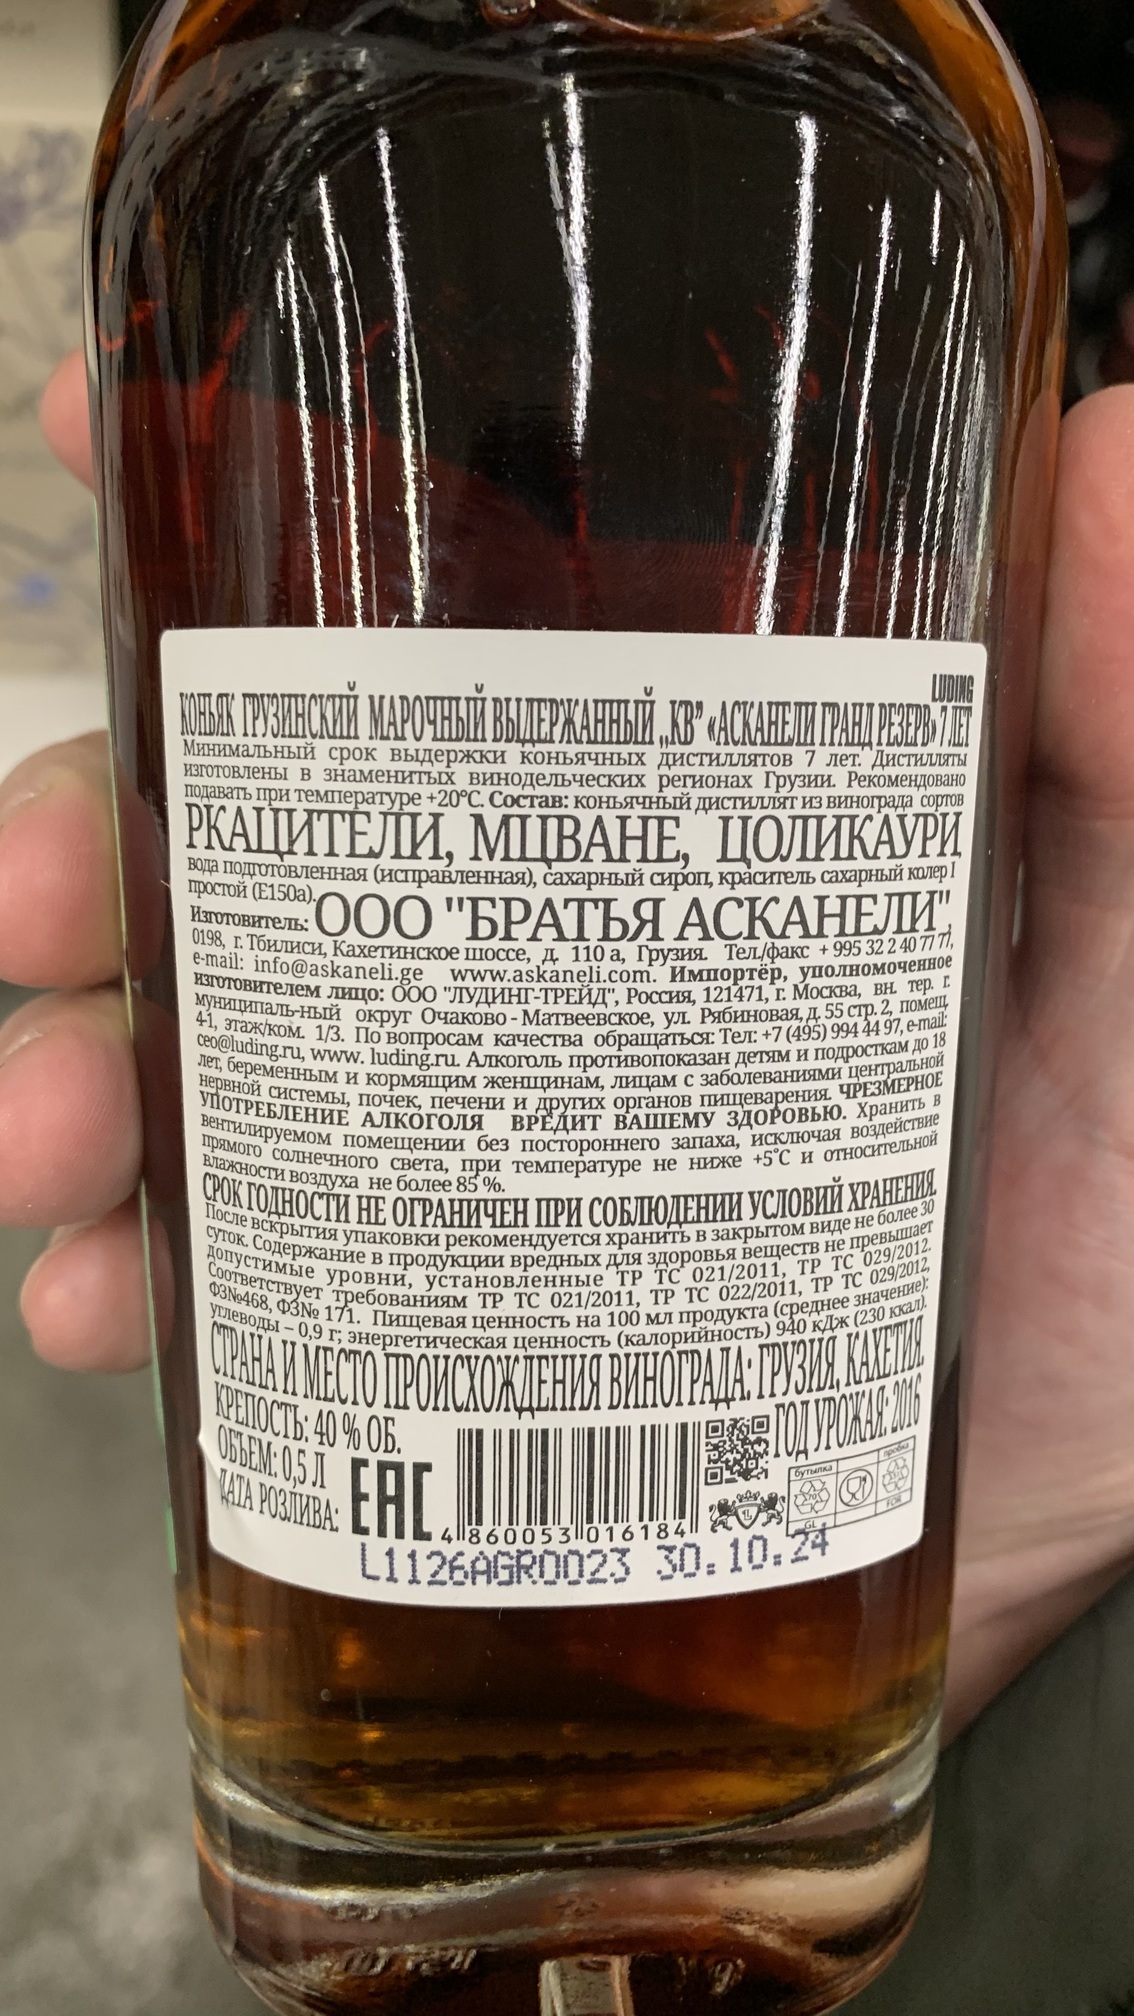 LUDING
КОНЬЯК ГРУЗИНСКИЙ МАРОЧНЫЙ ВЫДЕРЖАННЫЙ „КВ” «АСКАНЕЛИ ГРАНД РЕЗЕРВ» 7 ЛЕТ
Минимальный срок выдержки коньячных дистиллятов 7 лет. Дистилляты
изготовлены в знаменитых винодельческих регионах Грузии. Рекомендовано
подавать при температуре +20°C. Состав: коньячный дистиллят из винограда сортов
РКАЦИТЕЛИ, МЦВАНЕ, ЦОЛИКАУРИ
вода подготовленная (исправленная), сахарный сироп, краситель сахарный колер I
простой (Е150а).
Изготовитель: ООО "БРАТЬЯ АСКАНЕЛИ",
0198, г. Тбилиси, Кахетинское шоссе, д. 110 а, Грузия. Тел./факс +995 32 2 40 77 77,
e-mail: info@askaneli.ge www.askaneli.com. Импортёр, уполномоченное
изготовителем лицо: ООО "ЛУДИНГ-ТРЕЙД", Россия, 121471, г. Москва, вн. тер. г.
муниципаль-ный округ Очаково - Матвеевское, ул. Рябиновая, д. 55 стр. 2, помещ.
4-1, этаж/ком. 1/3. По вопросам качества обращаться: Тел: +7 (495) 994 44 97, e-mail:
ceo@luding.ru, www. luding.ru. Алкоголь противопоказан детям и подросткам до 18
лет, беременным и кормящим женщинам, лицам с заболеваниями центральной
нервной системы, почек, печени и других органов пищеварения. ЧРЕЗМЕРНОЕ
УПОТРЕБЛЕНИЕ АЛКОГОЛЯ ВРЕДИТ ВАШЕМУ ЗДОРОВЬЮ. Хранить в
вентилируемом помещении без постороннего запаха, исключая воздействие
прямого солнечного света, при температуре не ниже +5°C и относительной
влажности воздуха не более 85 %.
СРОК ГОДНОСТИ НЕ ОГРАНИЧЕН ПРИ СОБЛЮДЕНИИ УСЛОВИЙ ХРАНЕНИЯ.
После вскрытия упаковки рекомендуется хранить в закрытом виде не более 30
суток. Содержание в продукции вредных для здоровья веществ не превышает
допустимые уровни, установленные ТР ТС 021/2011, ТР ТС 029/2012.
Соответствует требованиям ТР ТС 021/2011, ТР ТС 022/2011, ТР ТС 029/2012,
ФЗ№468, ФЗ№ 171. Пищевая ценность на 100 мл продукта (среднее значение):
углеводы – 0,9 г; энергетическая ценность (калорийность) 940 кДж (230 ккал).
СТРАНА И МЕСТО ПРОИСХОЖДЕНИЯ ВИНОГРАДА: ГРУЗИЯ, КАХЕТИЯ.
КРЕПОСТЬ: 40 % ОБ.
ГОД УРОЖАЯ: 2016
ОБЪЕМ: 0,5 Л
ДАТА РОЗЛИВА:
EAC
4 860053 016184
бутылка
70
GL
пробка
FOR
L1126AGR0023 30.10.24